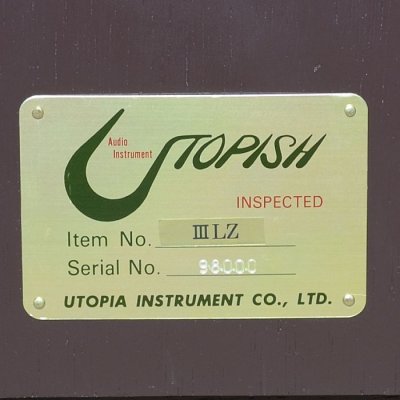 Audio
Instrument
UTOPISH
INSPECTED
Item No. ⅢLZ
Serial No. 98000
UTOPIA INSTRUMENT CO., LTD.